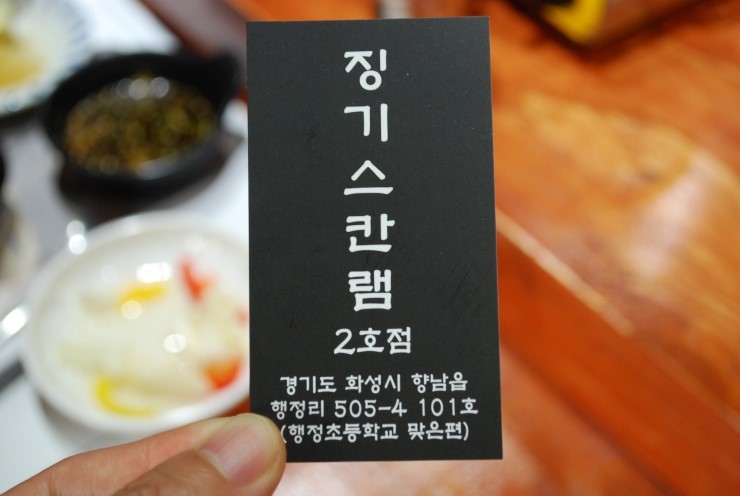 징기스칸램
2호점
경기도 화성시 향남읍
행정리 505-4 101호
(행정초등학교 맞은편)